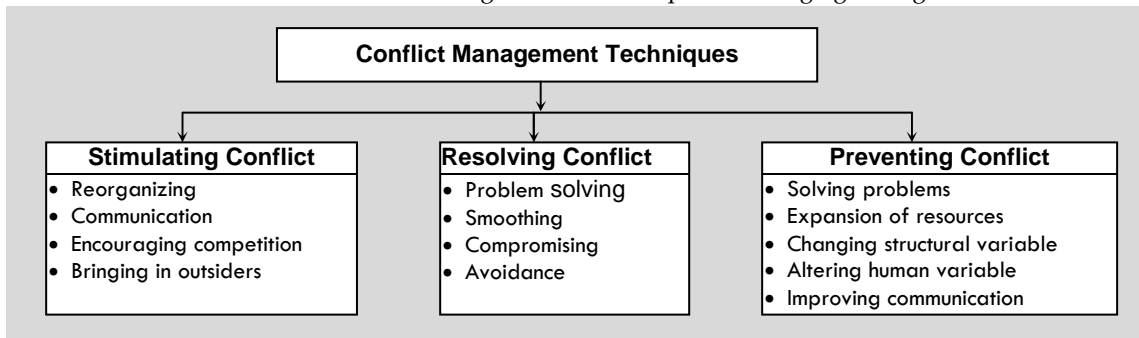 Conflict Management Techniques
Stimulating Conflict
• Reorganizing
• Communication
• Encouraging competition
• Bringing in outsiders
Resolving Conflict
• Problem solving
• Smoothing
• Compromising
• Avoidance
Preventing Conflict
• Solving problems
• Expansion of resources
• Changing structural variable
• Altering human variable
• Improving communication